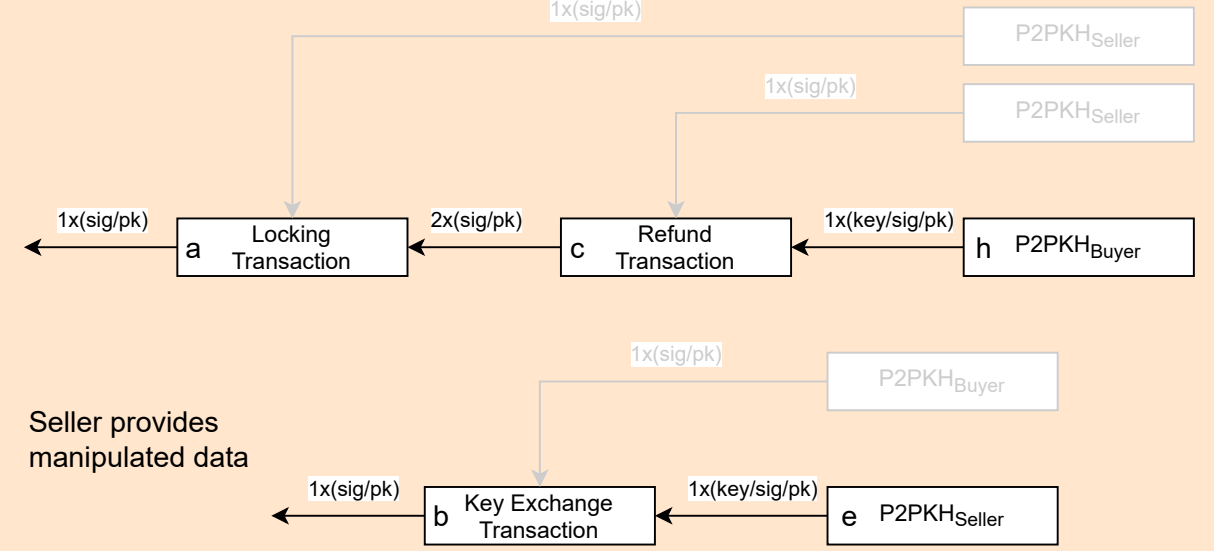 1x(sig/pk)
P2PKHSeller
1x(sig/pk)
P2PKHSeller
1x(sig/pk)
a
Locking
Transaction
2x(sig/pk)
c
Refund
Transaction
1x(key/sig/pk)
h P2PKHBuyer
1x(sig/pk)
P2PKHBuyer
Seller provides
manipulated data
1x(sig/pk)
b
Key Exchange
Transaction
1x(key/sig/pk)
e P2PKHSeller